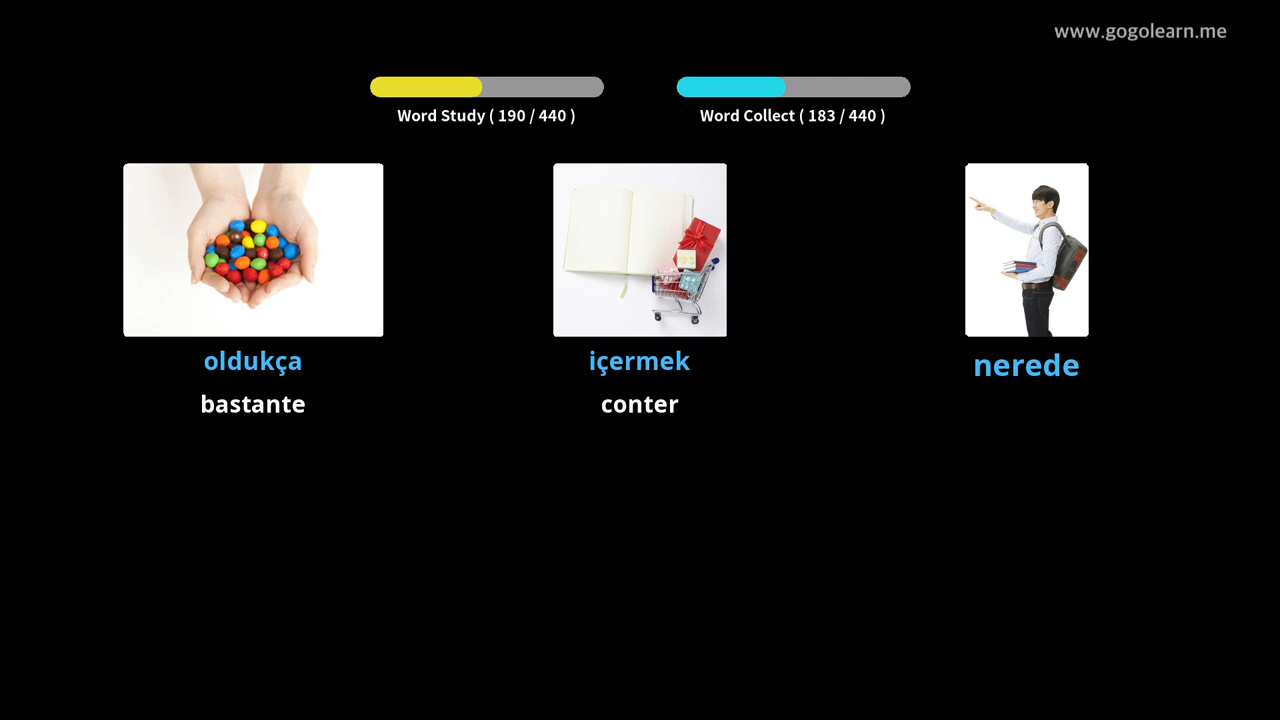 www.gogolearn.me
Word Study ( 190 / 440 )
Word Collect ( 183 / 440 )
oldukça
bastante
içermek
conter
nerede